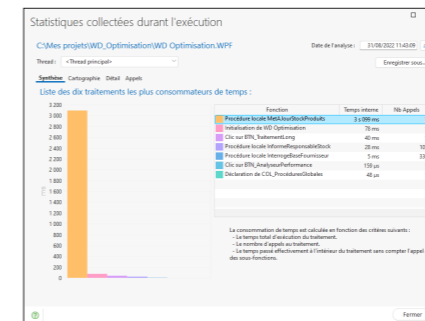 Statistiques collectées durant l'exécution
C:\Mes projets\WD_Optimisation\WD Optimisation.WPF
Date de l'analyse : 31/08/2022 11:43:09
Thread : <Thread principal>
Enregistrer sous...
Synthèse Cartographie Détail Appels
Liste des dix traitements les plus consommateurs de temps :
3 200
3 000
2 800
2 600
2 400
2 200
2 000
1 800
1 600
1 400
1 200
1 000
800
600
400
200
0
Fonction Temps interne Nb Appels
Procédure locale MetAJourStockProduits 3 s 099 ms
Initialisation de WD Optimisation 78 ms
Clic sur BTN_TraitementLong 40 ms
Procédure locale InformeResponsableStock 28 ms 10
Procédure locale InterrogeBaseFournisseur 5 ms 33
Clic sur BTN_AnalyseurPerformance 159 µs
Déclaration de COL_ProcéduresGlobales 48 µs
La consommation de temps est calculée en fonction des critères suivants :
- Le temps total d'exécution du traitement.
- Le nombre d'appels au traitement.
- Le temps passé effectivement à l'intérieur du traitement sans compter l'appel
des sous-fonctions.
Fermer